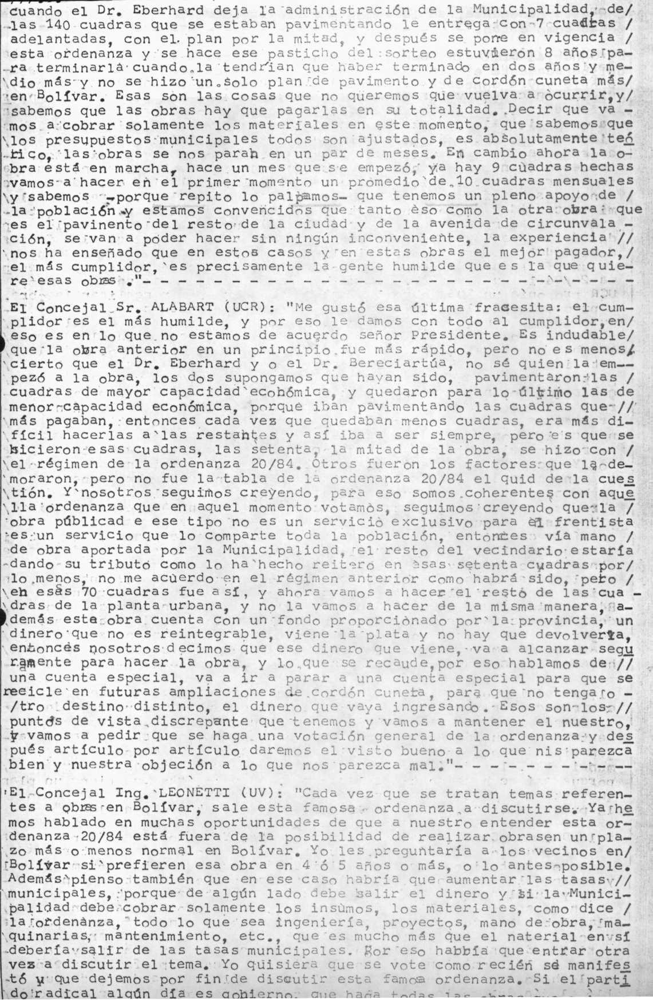 cuando el Dr. Eberhard deja la administración de la Municipalidad, de/
las 140 cuadras que se estaban pavimentando le entrega con 7 cuadras /
adelantadas, con el plan por la mitad, y después se pone en vigencia /
esta ordenanza y se hace ese pasticho del sorteo estuvieron 8 años pa-
ra terminarla cuando la tendrían que haber terminado en dos años y me-
dio más y no se hizo un solo plan de pavimento y de cordón cuneta más/
en Bolívar. Esas son las cosas que no queremos que vuelva a ocurrir,y/
sabemos que las obras hay que pagarlas en su totalidad. Decir que va -
mos a cobrar solamente los materiales en este momento, que sabemos que
los presupuestos municipales todos son ajustados, es absolutamente teó
rico, las obras se nos paran en un par de meses. En cambio ahora la o-
bra está en marcha, hace un mes que se empezó, ya hay 9 cuadras hechas
vamos a hacer en el primer momento un promedio de 10 cuadras mensuales
y sabemos -porque repito lo palpamos- que tenemos un pleno apoyo de /
la población y estamos convencidos que tanto eso como la otra obra que
es el pavinento del resto de la ciudad y de la avenida de circunvala -
ción, se van a poder hacer sin ningún inconveniente, la experiencia //
nos ha enseñado que en estos casos y en estas obras el mejor pagador,/
el más cumplidor, es precisamente la gente humilde que es la que quie-
re esas obras ."- - - - - - - - - - - - - - - - - - - - - - - - - - - -
El Concejal Sr. ALABART (UCR): "Me gustó esa última fracesita: el cum-
plidor es el más humilde, y por eso le damos con todo al cumplidor,en/
eso es en lo que no estamos de acuerdo señor Presidente. Es indudable/
que la obra anterior en un principio fue más rápido, pero no es menos/
cierto que el Dr. Eberhard y o el Dr. Bereciartúa, no sé quien la em--
pezó a la obra, los dos supongamos que hayan sido, pavimentaron las /
cuadras de mayor capacidad económica, y quedaron para lo último las de
menor capacidad económica, porque iban pavimentando las cuadras que //
más pagaban, entonces cada vez que quedaban menos cuadras, era más di-
fícil hacerlas a las restantes y así iba a ser siempre, pero es que se
hicieron esas cuadras, las setenta, la mitad de la obra, se hizo con /
el régimen de la ordenanza 20/84. Otros fueron los factores que la de-
moraron, pero no fue la tabla de la ordenanza 20/84 el quid de la cues
tión. Y nosotros seguimos creyendo, para eso somos coherentes con aque
lla ordenanza que en aquel momento votamos, seguimos creyendo que la /
obra públicad e ese tipo no es un servicio exclusivo para el frentista
es un servicio que lo comparte toda la población, entonces vía mano /
de obra aportada por la Municipalidad, el resto del vecindario estaría
dando su tributo como lo ha hecho reitero en esas setenta cuadras por/
lo menos, no me acuerdo en el régimen anterior como habrá sido, pero /
en esas 70 cuadras fue así, y ahora vamos a hacer el resto de las cua -
dras de la planta urbana, y no la vamos a hacer de la misma manera, a-
demás esta obra cuenta con un fondo proporcionado por la provincia, un
dinero que no es reintegrable, viene la plata y no hay que devolverla,
entonces nosotros decimos que ese dinero que viene, va a alcanzar segu
ramente para hacer la obra, y lo que se recaude,por eso hablamos de //
una cuenta especial, va a ir a parar a una cuenta especial para que se
recicle en futuras ampliaciones de cordón cuneta, para que no tenga o -
/tro destino distinto, el dinero que vaya ingresando. Esos son los //
puntos de vista discrepante que tenemos y vamos a mantener el nuestro,
y vamos a pedir que se haga una votación general de la ordenanza y des
pués artículo por artículo daremos el visto bueno a lo que nis parezca
bien y nuestra objeción a lo que nos parezca mal."- - - - - - - - - - -
El Concejal Ing. LEONETTI (UV): "Cada vez que se tratan temas referen-
tes a obras en Bolívar, sale esta famosa ordenanza a discutirse. Ya he
mos hablado en muchas oportunidades de que a nuestro entender esta or-
denanza 20/84 está fuera de la posibilidad de realizar obrasen un pla-
zo más o menos normal en Bolívar. Yo les preguntaría a los vecinos en/
Bolívar si prefieren esa obra en 4 ó 5 años o más, o lo antes posible.
Además pienso también que en ese caso habría que aumentar las tasas //
municipales, porque de algún lado debe salir el dinero y si la Munici-
palidad debe cobrar solamente los insumos, los materiales, como dice /
la ordenanza, todo lo que sea ingeniería, proyectos, mano de obra, ma-
quinarias, mantenimiento, etc., que es mucho más que el naterial en sí
debería salir de las tasas municipales. Por eso habbía que entrar otra
vez a discutir el tema. Yo quisiera que se vote como recién se manifes
tó y que dejemos por fin de discutir esta famosa ordenanza. Si el parti
do radical algún día es gobierno, que haga todas las obras que